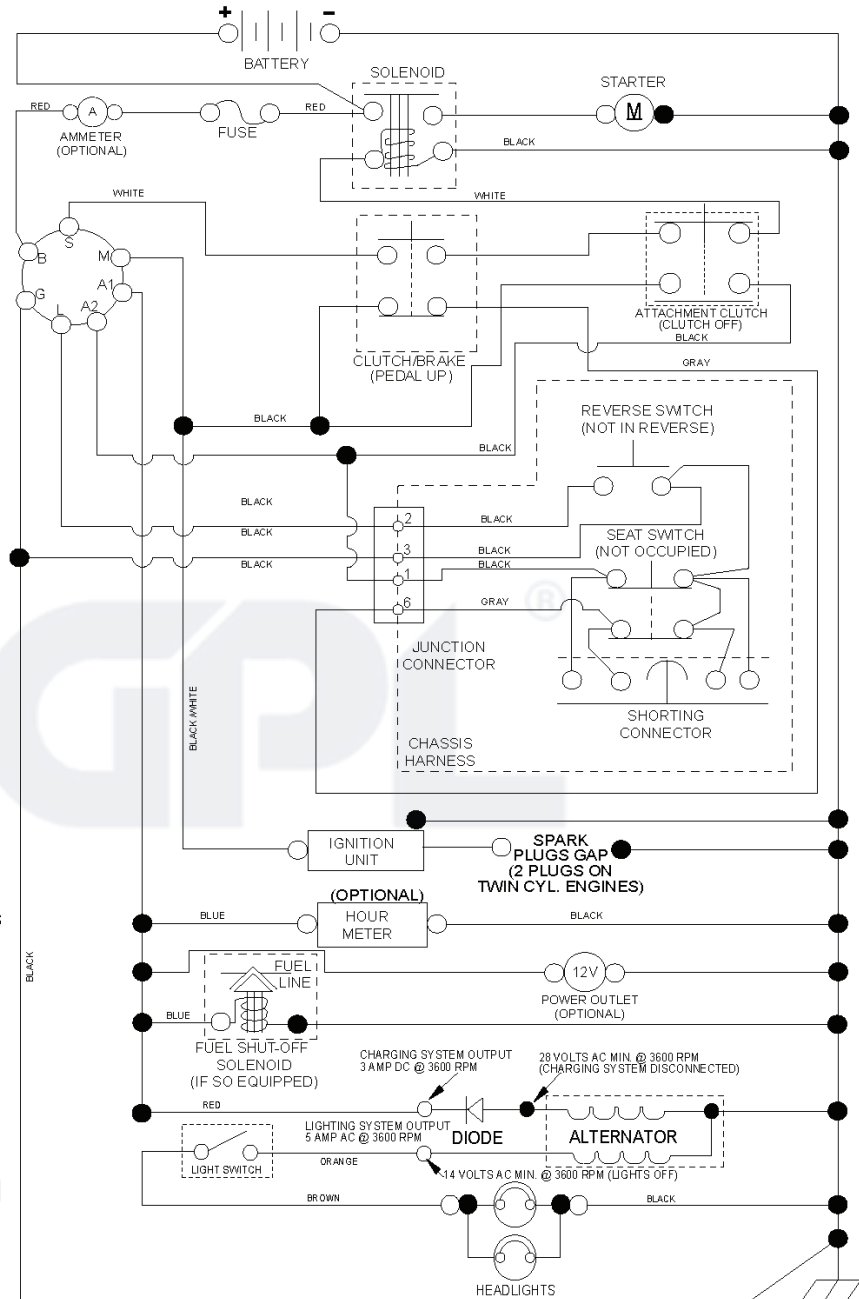 + −
BATTERY
SOLENOID
STARTER
RED
A
RED
M
AMMETER
(OPTIONAL)
FUSE
BLACK
WHITE
WHITE
S
B
M
A1
G
L
A2
ATTACHMENT CLUTCH
(CLUTCH OFF)
BLACK
CLUTCH/BRAKE
(PEDAL UP)
GRAY
BLACK
REVERSE SWITCH
(NOT IN REVERSE)
BLACK
BLACK
2
BLACK
BLACK
SEAT SWITCH
(NOT OCCUPIED)
3
BLACK
BLACK
1
BLACK
6
GRAY
®
JUNCTION
CONNECTOR
GPL
SHORTING
CONNECTOR
BLACK/WHITE
CHASSIS
HARNESS
IGNITION
UNIT
SPARK
PLUGS GAP
(2 PLUGS ON
TWIN CYL. ENGINES)
(OPTIONAL)
BLUE
HOUR
METER
BLACK
BLACK
FUEL
LINE
12V
POWER OUTLET
(OPTIONAL)
BLUE
FUEL SHUT-OFF
SOLENOID
(IF SO EQUIPPED)
CHARGING SYSTEM OUTPUT
3 AMP DC @ 3600 RPM
28 VOLTS AC MIN. @ 3600 RPM
(CHARGING SYSTEM DISCONNECTED)
RED
LIGHTING SYSTEM OUTPUT
5 AMP AC @ 3600 RPM
DIODE
ALTERNATOR
LIGHT SWITCH
ORANGE
14 VOLTS AC MIN. @ 3600 RPM (LIGHTS OFF)
BROWN
BLACK
HEADLIGHTS